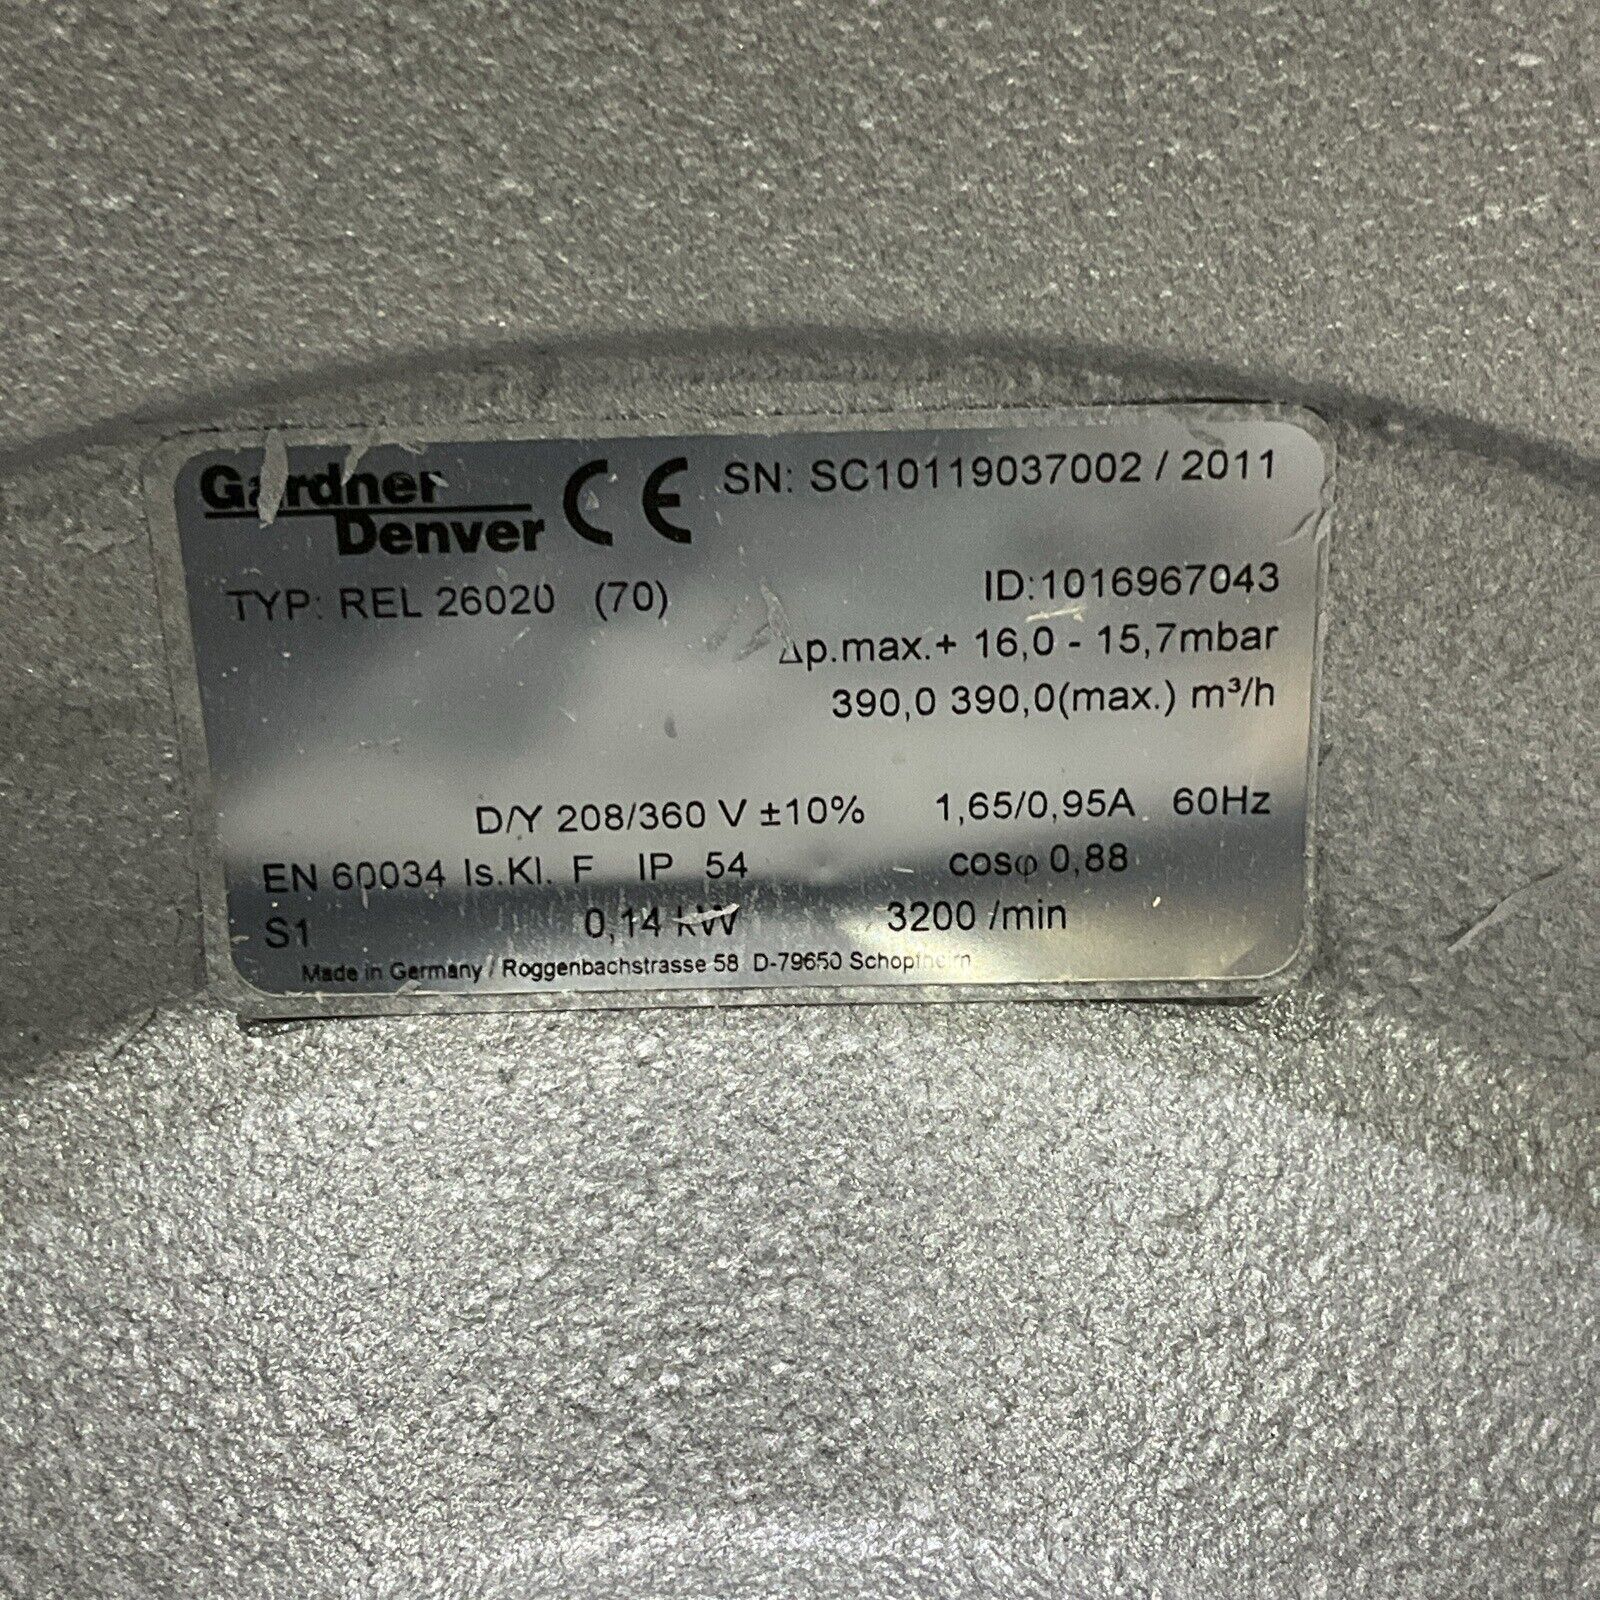 Gardner
Denver
CE
SN: SC10119037002 / 2011
TYP: REL 26020 (70)
ID:1016967043
Δp.max.+ 16,0 - 15,7mbar
390,0 390,0(max.) m³/h
D/Y 208/360 V ±10% 1,65/0,95A 60Hz
EN 60034 Is.Kl. F IP 54 cosφ 0,88
S1 0,14 kW 3200 /min
Made in Germany / Roggenbachstrasse 58 D-79650 Schopfheim